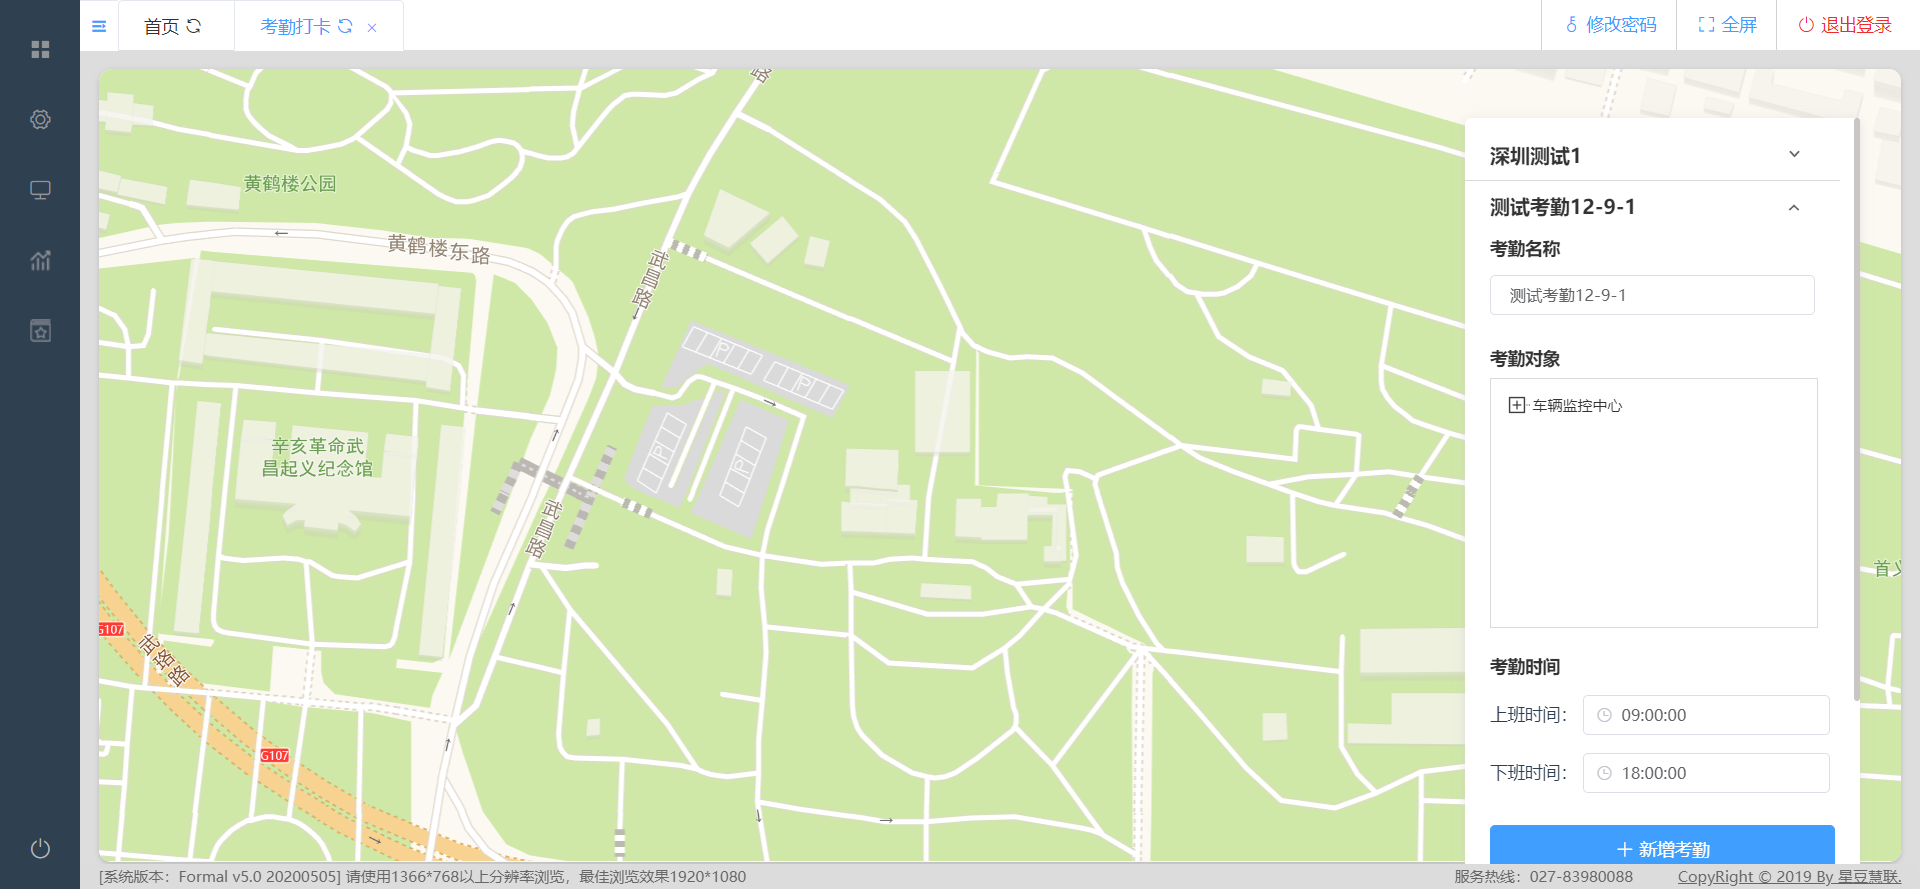 首页
考勤打卡
修改密码
全屏
退出登录
路
黄鹤楼公园
黄鹤楼东路
武昌路
辛亥革命武
昌起义纪念馆
武昌路
G107
武珞路
G107
P
P
P
P
首义
深圳测试1
测试考勤12-9-1
考勤名称
测试考勤12-9-1
考勤对象
车辆监控中心
考勤时间
上班时间：
09:00:00
下班时间：
18:00:00
新增考勤
[系统版本：Formal v5.0 20200505] 请使用1366*768以上分辨率浏览，最佳浏览效果1920*1080
服务热线：027-83980088
CopyRight © 2019 By 星豆慧联.